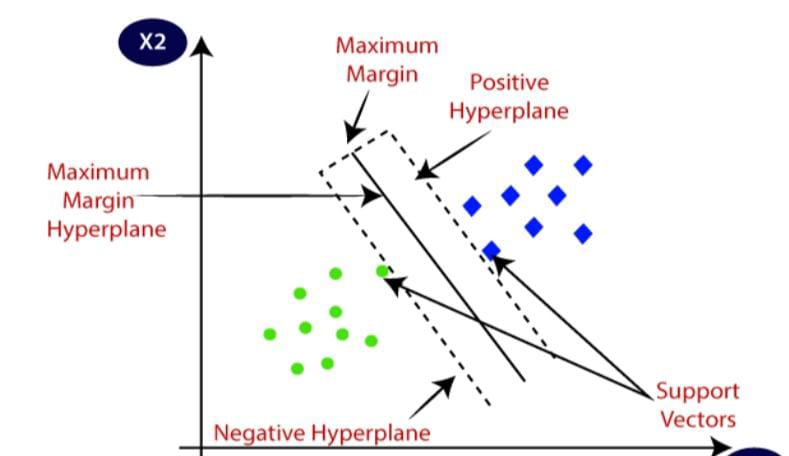 X2
Maximum
Margin
Positive
Hyperplane
Maximum
Margin
Hyperplane
Support
Vectors
Negative Hyperplane